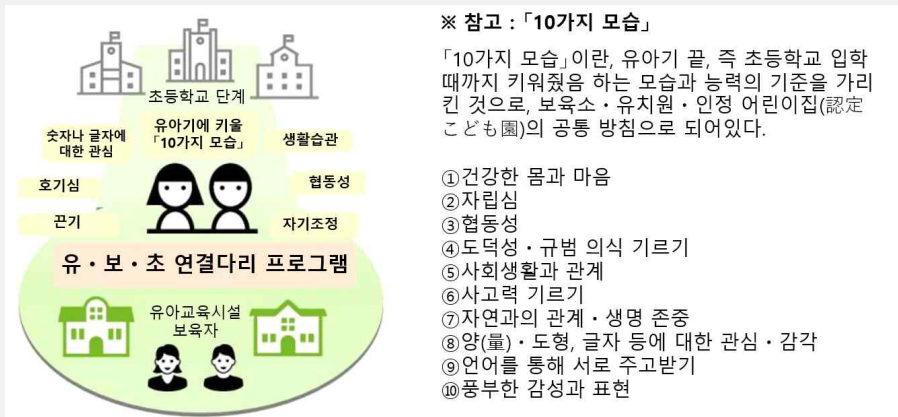 초등학교 단계
숫자나 글자에
대한 관심
유아기에 키울
「10가지 모습」
생활습관
호기심
협동성
끈기
자기조정
유・보・초 연결다리 프로그램
유아교육시설
보육자
※ 참고 : 「10가지 모습」
「10가지 모습」이란, 유아기 끝, 즉 초등학교 입학
때까지 키워줬음 하는 모습과 능력의 기준을 가리
킨 것으로, 보육소・유치원・인정 어린이집(認定
こども園)의 공통 방침으로 되어있다.
①건강한 몸과 마음
②자립심
③협동성
④도덕성・규범 의식 기르기
⑤사회생활과 관계
⑥사고력 기르기
⑦자연과의 관계・생명 존중
⑧양(量)・도형, 글자 등에 대한 관심・감각
⑨언어를 통해 서로 주고받기
⑩풍부한 감성과 표현